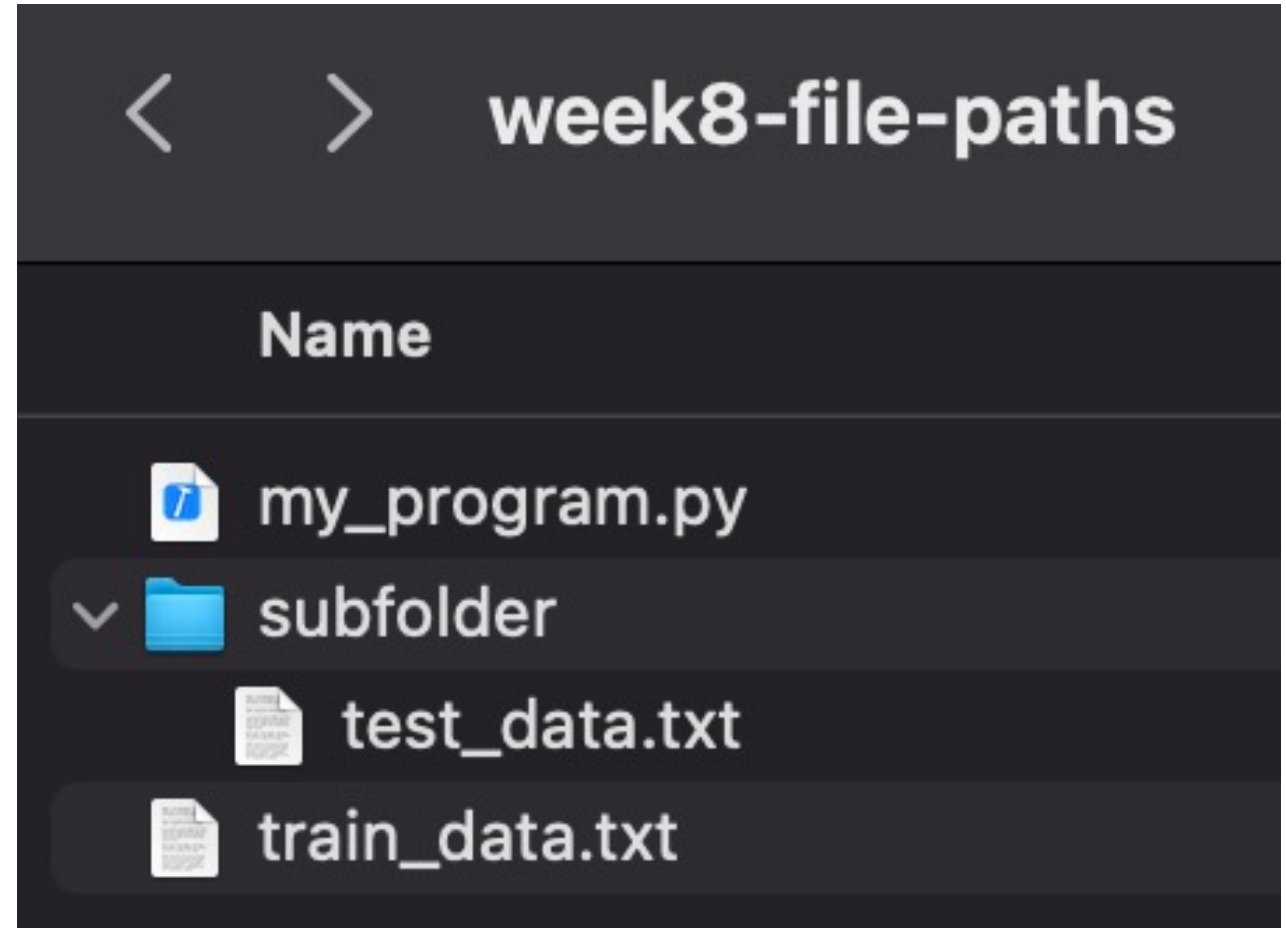 week8-file-paths
Name
my_program.py
subfolder
test_data.txt
train_data.txt